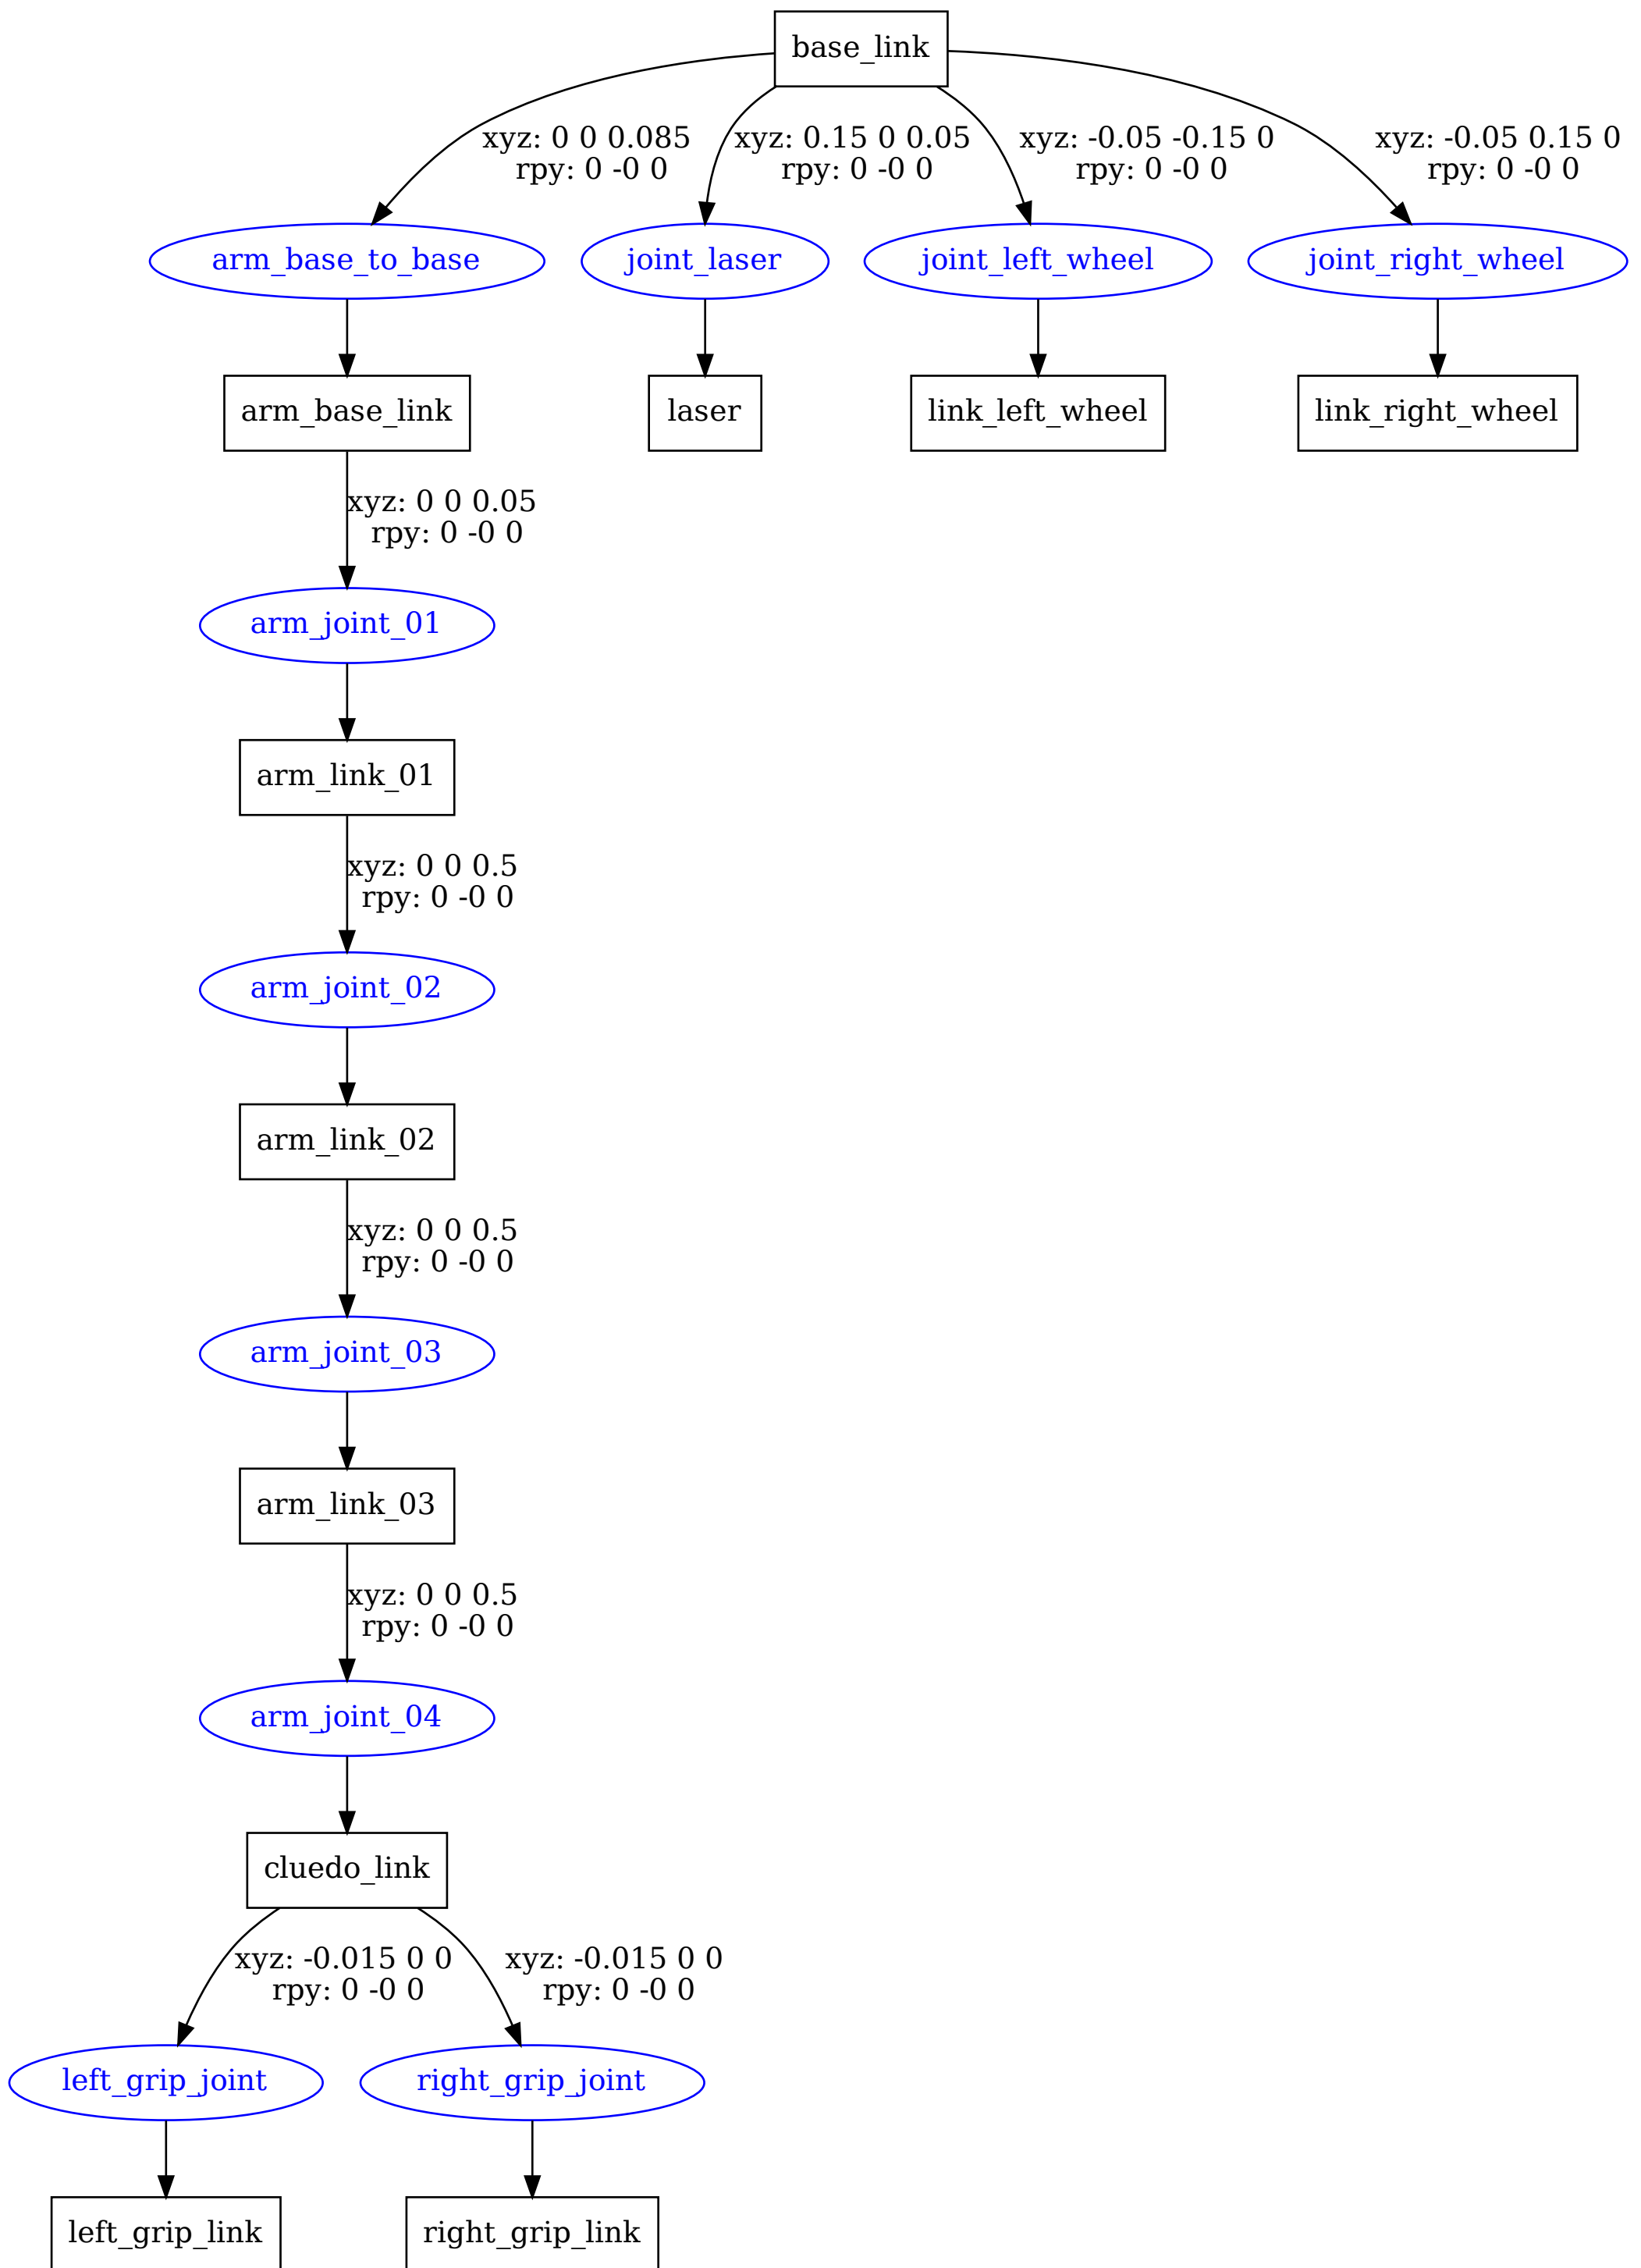 base_link
xyz: 0 0 0.085
rpy: 0 -0 0
xyz: 0.15 0 0.05
rpy: 0 -0 0
xyz: -0.05 -0.15 0
rpy: 0 -0 0
xyz: -0.05 0.15 0
rpy: 0 -0 0
arm_base_to_base
joint_laser
joint_left_wheel
joint_right_wheel
arm_base_link
laser
link_left_wheel
link_right_wheel
xyz: 0 0 0.05
rpy: 0 -0 0
arm_joint_01
arm_link_01
xyz: 0 0 0.5
rpy: 0 -0 0
arm_joint_02
arm_link_02
xyz: 0 0 0.5
rpy: 0 -0 0
arm_joint_03
arm_link_03
xyz: 0 0 0.5
rpy: 0 -0 0
arm_joint_04
cluedo_link
xyz: -0.015 0 0
rpy: 0 -0 0
xyz: -0.015 0 0
rpy: 0 -0 0
left_grip_joint
right_grip_joint
left_grip_link
right_grip_link